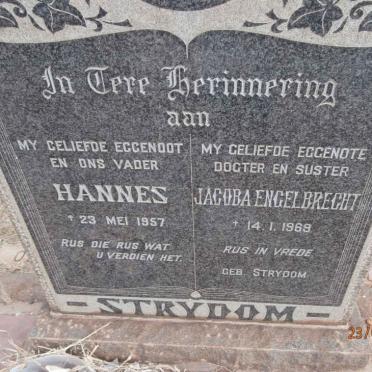 In Tere Herinnering
aan
MY GELIEFDE EGGENOOT
EN ONS VADER
HANNES
† 23 MEI 1957
RUS DIE RUS WAT
U VERDIEN HET.
MY GELIEFDE EGGENOTE
DOGTER EN SUSTER
JACOBA ENGELBRECHT
† 14.1.1969
RUS IN VREDE
GEB STRYDOM
– STRYDOM –